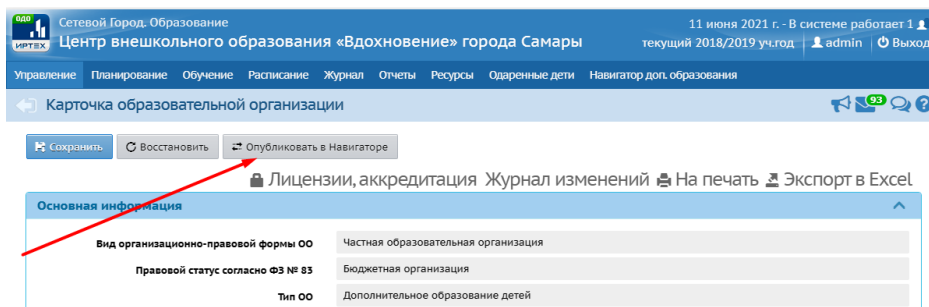 ОДО
ИРТЕХ
Сетевой Город. Образование
11 июня 2021 г. - В системе работает 1
Центр внешкольного образования «Вдохновение» города Самары
текущий 2018/2019 уч.год admin Выход
Управление Планирование Обучение Расписание Журнал Отчеты Ресурсы Одаренные дети Навигатор доп. образования
Карточка образовательной организации
93
?
Сохранить Восстановить Опубликовать в Навигаторе
Лицензии, аккредитация Журнал изменений На печать Экспорт в Excel
Основная информация
Вид организационно-правовой формы ОО Частная образовательная организация
Правовой статус согласно ФЗ № 83 Бюджетная организация
Тип ОО Дополнительное образование детей